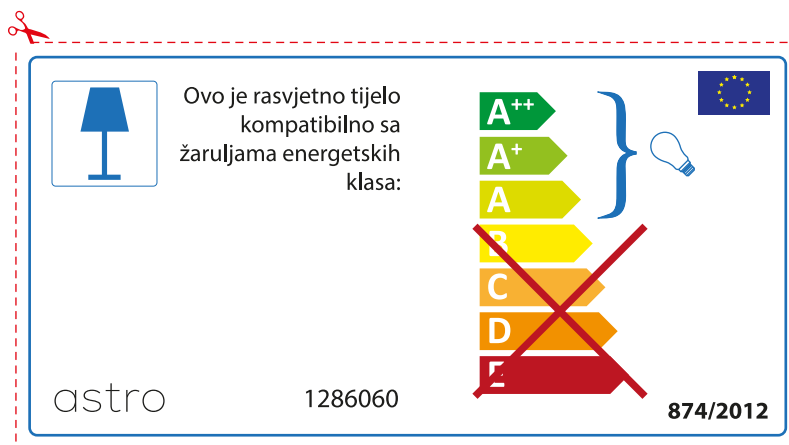 Ovo je rasvjetno tijelo
kompatibilno sa
žaruljama energetskih
klasa:
A++
A+
A
B
C
D
E
astro
1286060
874/2012